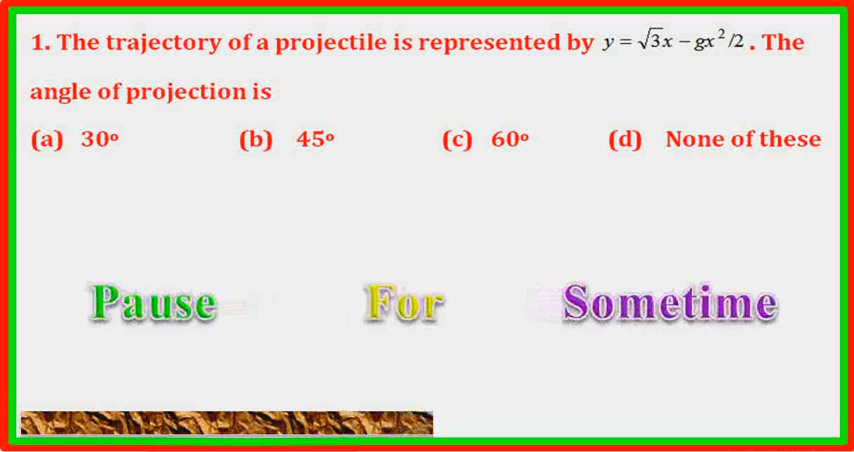 1. The trajectory of a projectile is represented by y = √3x − gx²/2 . The
angle of projection is
(a) 30° (b) 45° (c) 60° (d) None of these
Pause For Sometime